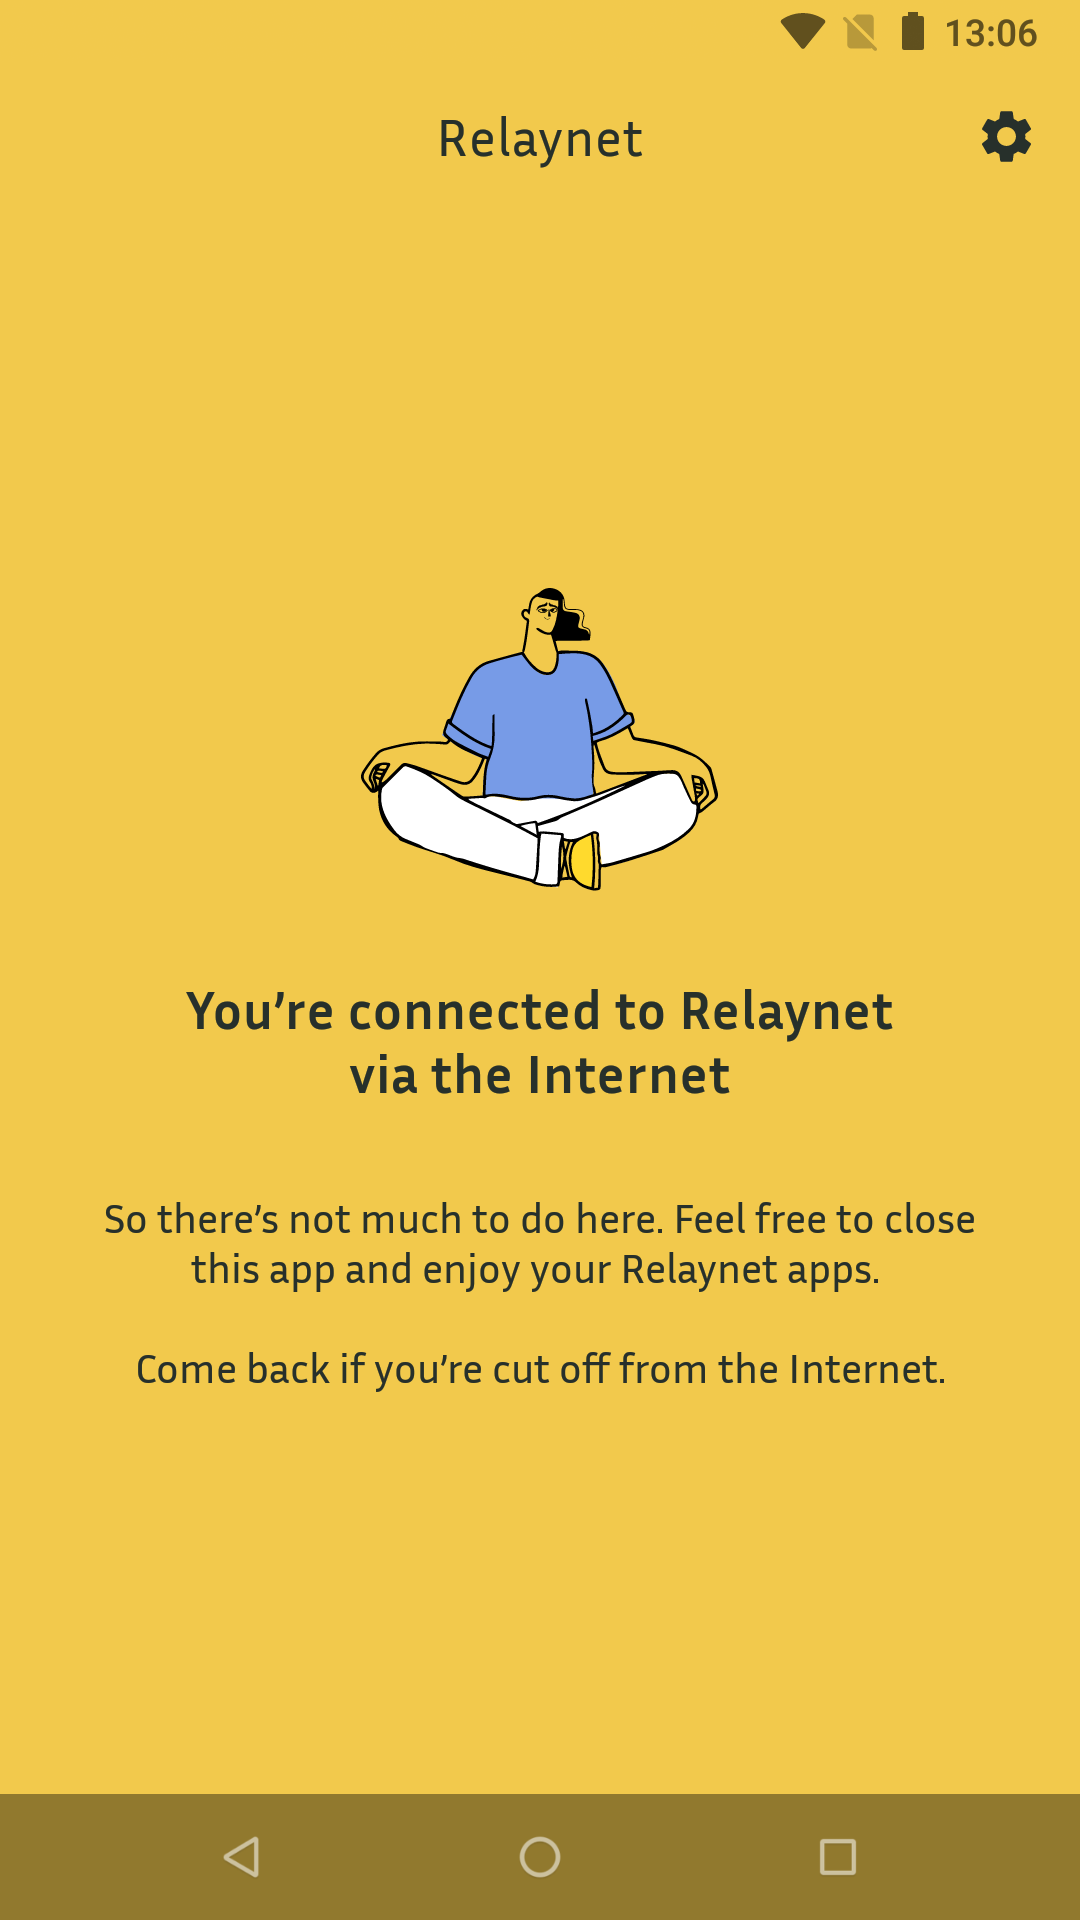 13:06
Relaynet
You’re connected to Relaynet
via the Internet
So there’s not much to do here. Feel free to close
this app and enjoy your Relaynet apps.
Come back if you’re cut off from the Internet.